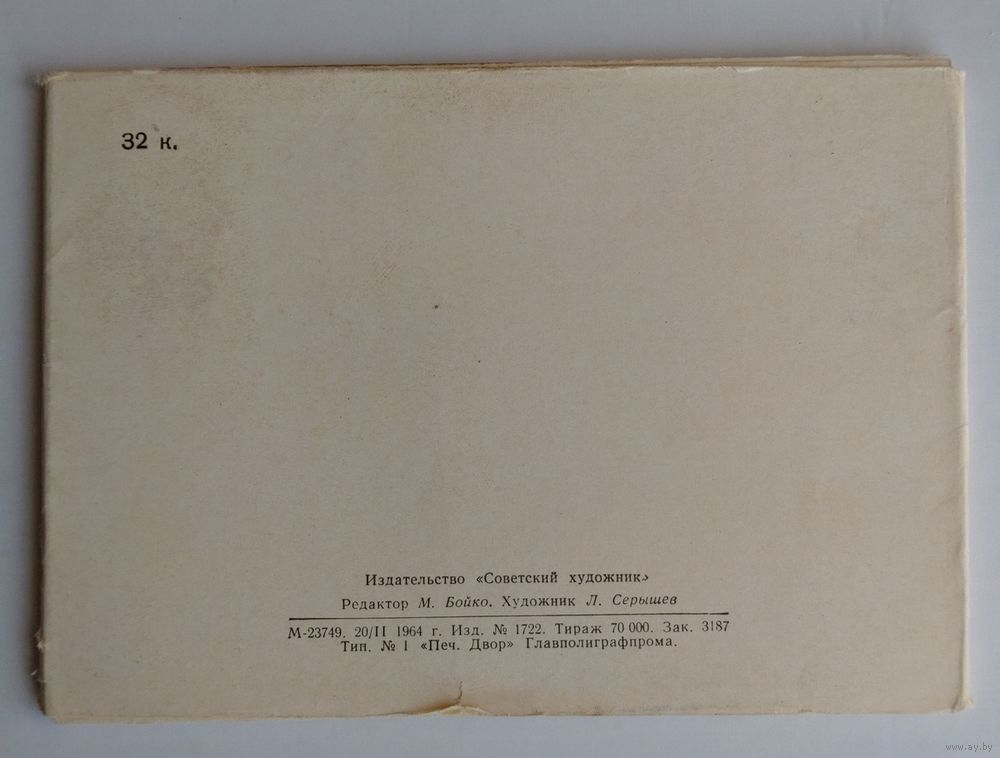 32 к.
Издательство «Советский художник»
Редактор М. Бойко. Художник Л. Серышев
М-23749. 20/II 1964 г. Изд. № 1722. Тираж 70 000. Зак. 3187
Тип. № 1 «Печ. Двор» Главполиграфпрома.
www.ay.by